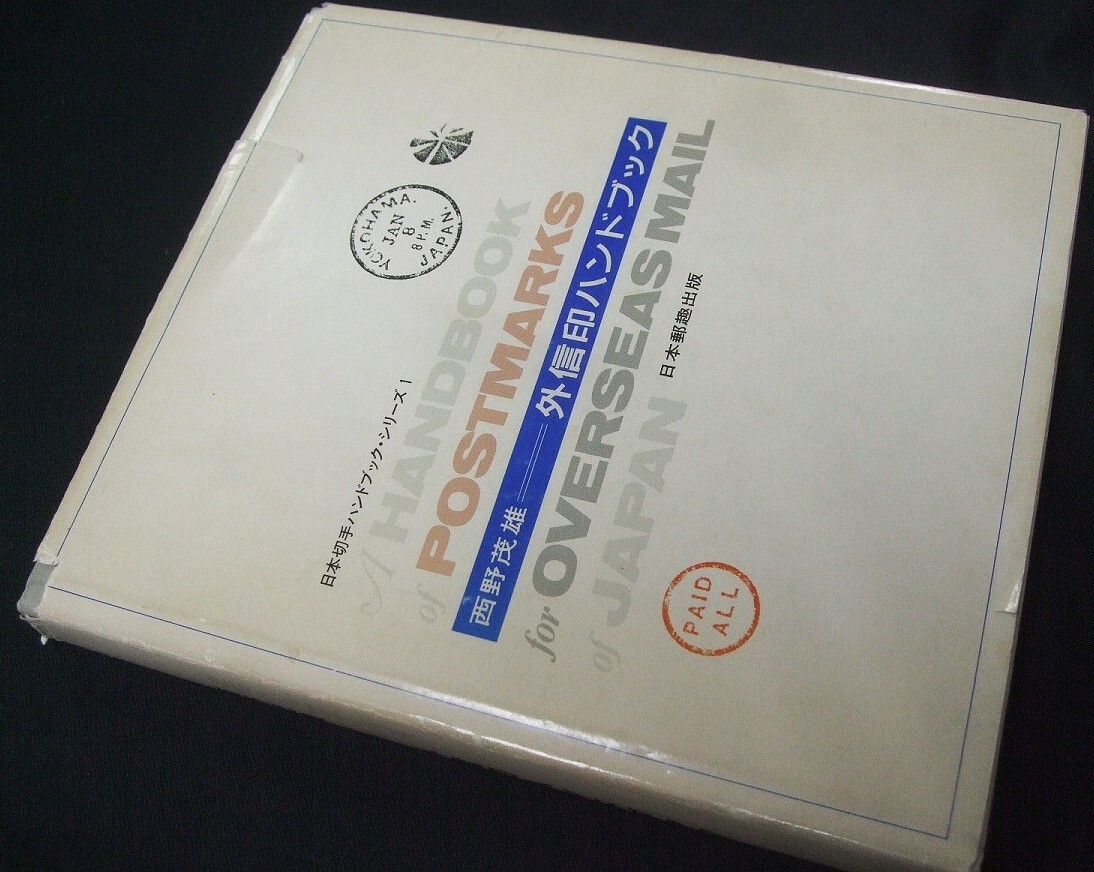 YOKOHAMA.
JAN
8
8 P.M.
JAPAN.
日本切手ハンドブック・シリーズ 1
A HANDBOOK
of POSTMARKS
西野茂雄 外信印ハンドブック
for OVERSEAS MAIL
of JAPAN
日本郵趣出版
PAID
ALL